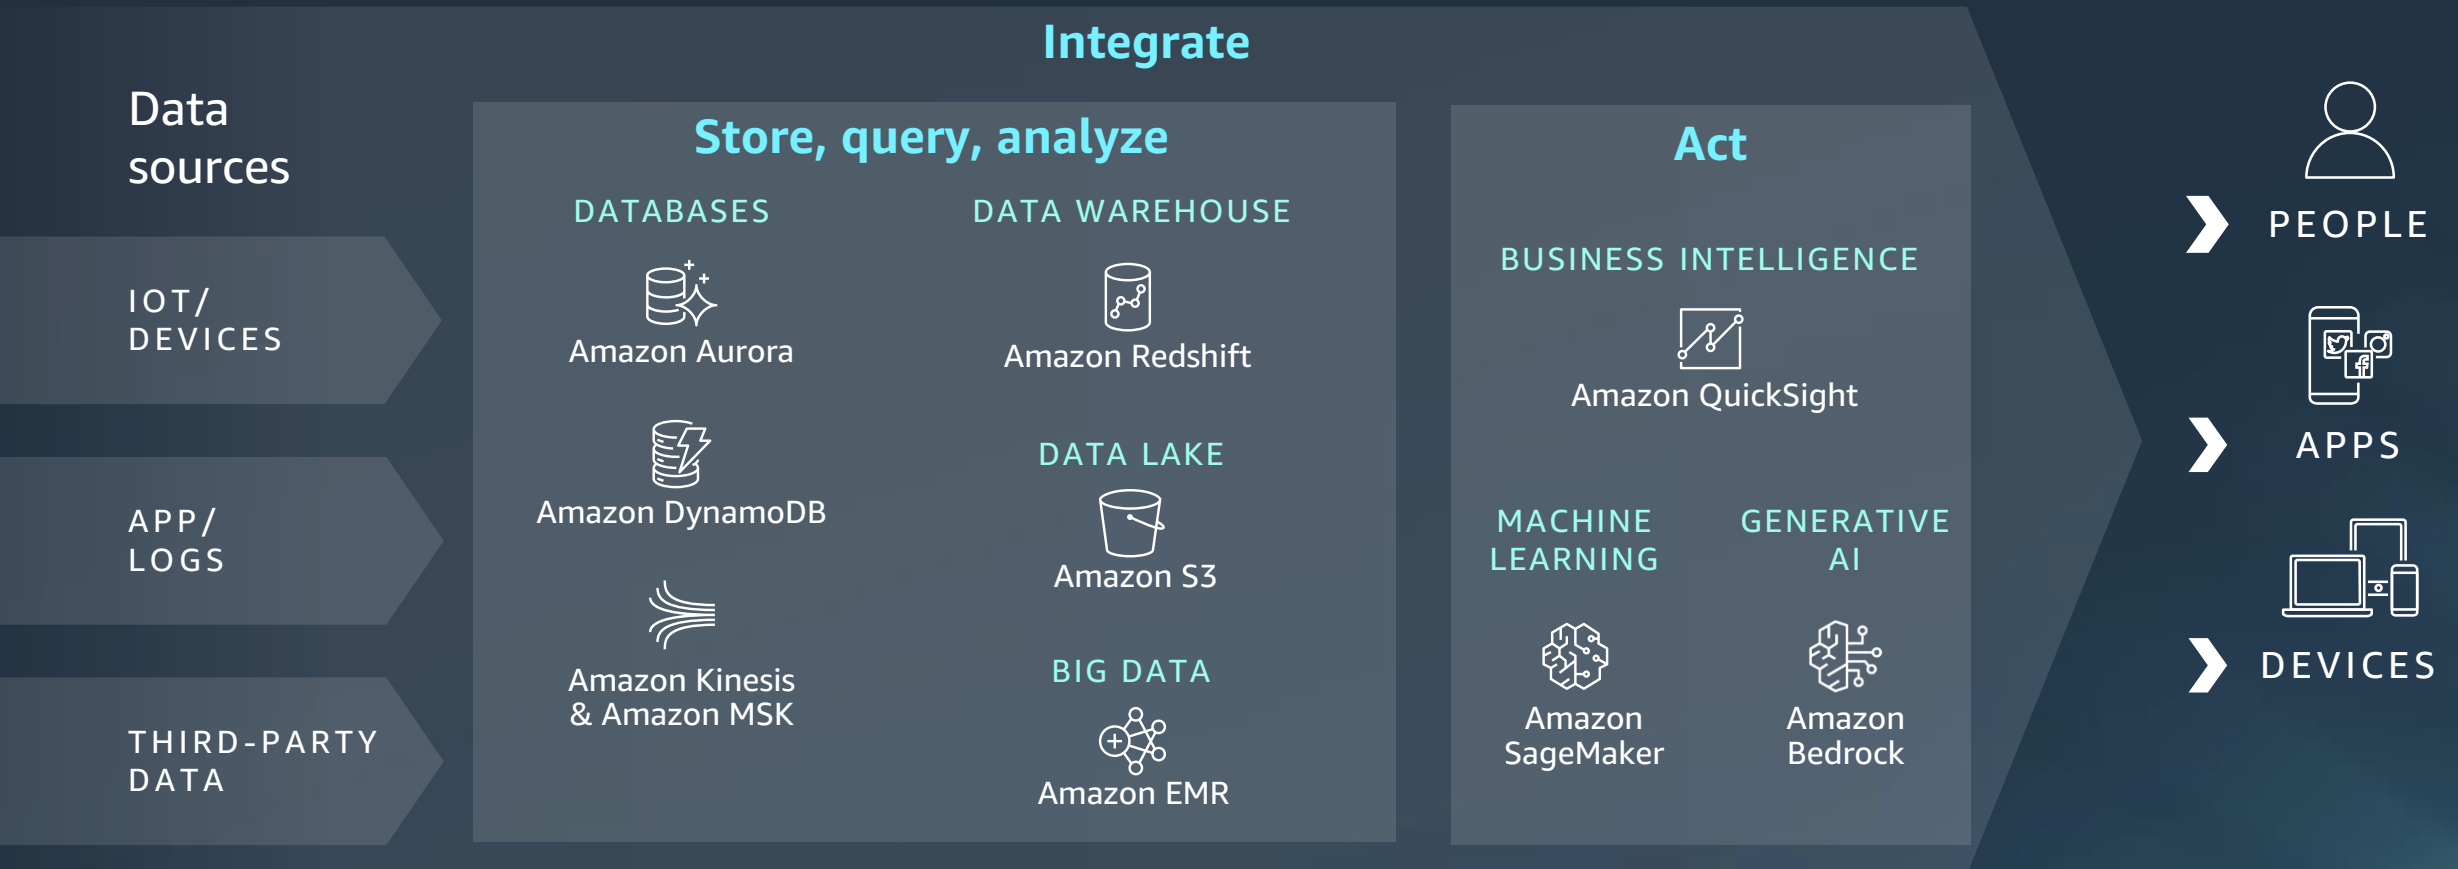 Integrate
Data
sources
IOT/
DEVICES
APP/
LOGS
THIRD-PARTY
DATA
Store, query, analyze
DATABASES
Amazon Aurora
Amazon DynamoDB
Amazon Kinesis
& Amazon MSK
DATA WAREHOUSE
Amazon Redshift
DATA LAKE
Amazon S3
BIG DATA
Amazon EMR
Act
BUSINESS INTELLIGENCE
Amazon QuickSight
MACHINE
LEARNING
Amazon
SageMaker
GENERATIVE
AI
Amazon
Bedrock
PEOPLE
APPS
DEVICES